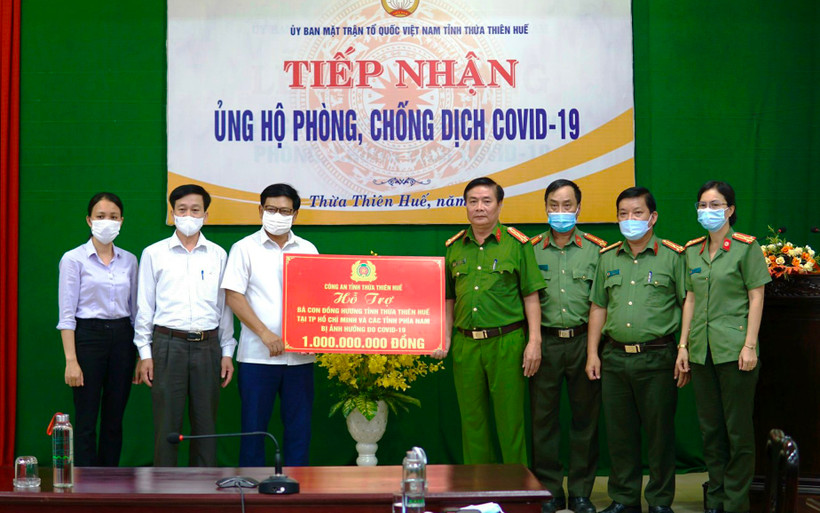 ỦY BAN MẶT TRẬN TỔ QUỐC VIỆT NAM TỈNH THỪA THIÊN HUẾ
TIẾP NHẬN
ỦNG HỘ PHÒNG, CHỐNG DỊCH COVID-19
Thừa Thiên Huế, năm
CÔNG AN TỈNH THỪA THIÊN HUẾ
Hỗ Trợ
BÀ CON ĐỒNG HƯƠNG TỈNH THỪA THIÊN HUẾ
TẠI TP HỒ CHÍ MINH VÀ CÁC TỈNH PHÍA NAM
BỊ ẢNH HƯỞNG DO COVID-19
1.000.000.000 ĐỒNG